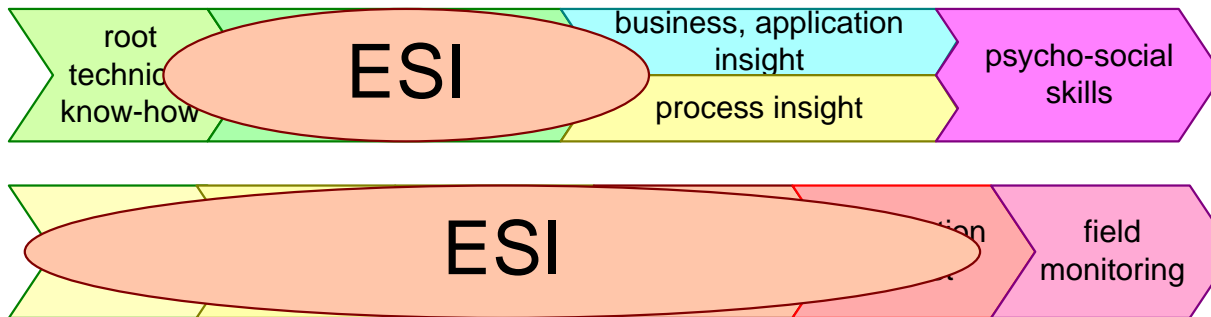 root
know-how
ESI
business, application
insight
process insight
psycho-social
skills
ESI
field
monitoring